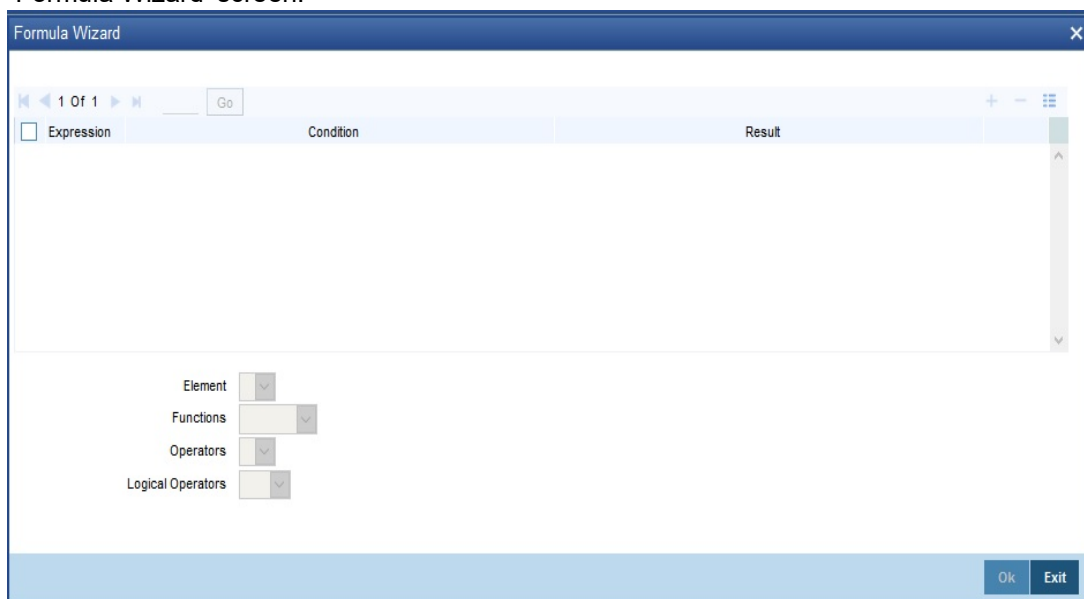 'Formula Wizard' screen.
Formula Wizard
1 Of 1 Go
Expression Condition Result
Element
Functions
Operators
Logical Operators
Ok Exit